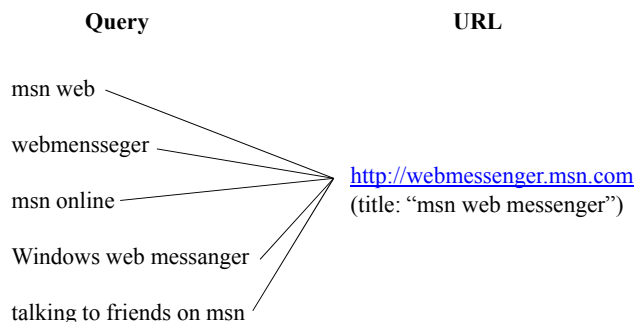 Query URL
msn web
webmensseger
msn online
Windows web messanger
talking to friends on msn
http://webmessenger.msn.com
(title: “msn web messenger”)